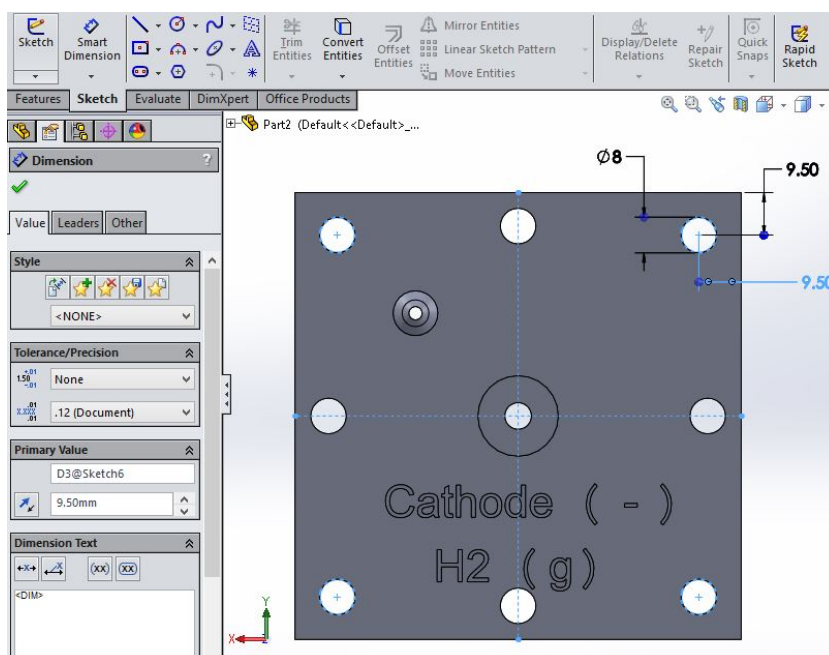 Sketch
Smart Dimension
Trim Entities
Convert Entities
Offset Entities
Mirror Entities
Linear Sketch Pattern
Move Entities
Display/Delete Relations
Repair Sketch
Quick Snaps
Rapid Sketch
Features Sketch Evaluate DimXpert Office Products
Part2 (Default<<Default>_...
Dimension ?
Value Leaders Other
Style
<NONE>
Tolerance/Precision
None
.12 (Document)
Primary Value
D3@Sketch6
9.50mm
Dimension Text
(xx) (xx)
<DIM>
Ø8
9.50
9.50
Cathode ( - )
H2 ( g )
Y
X
Z